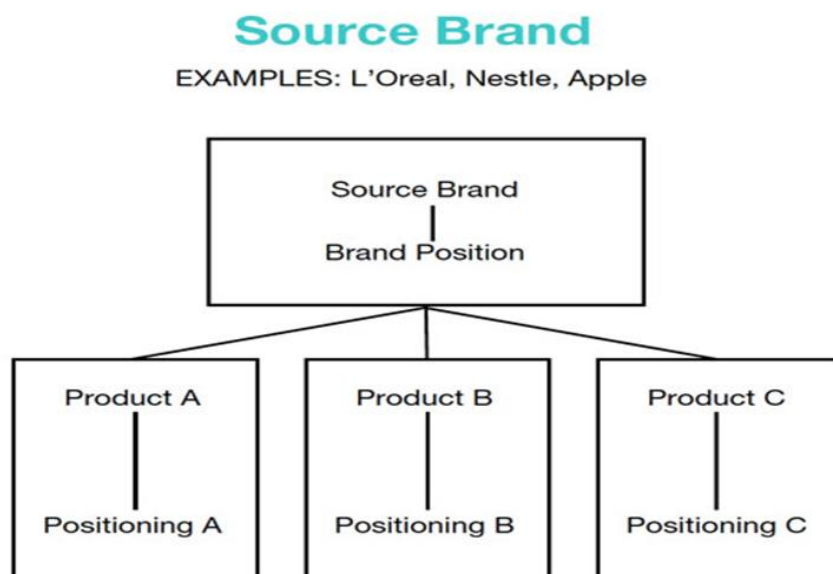 Source Brand
EXAMPLES: L'Oreal, Nestle, Apple
Source Brand
Brand Position
Product A
Product B
Product C
Positioning A
Positioning B
Positioning C